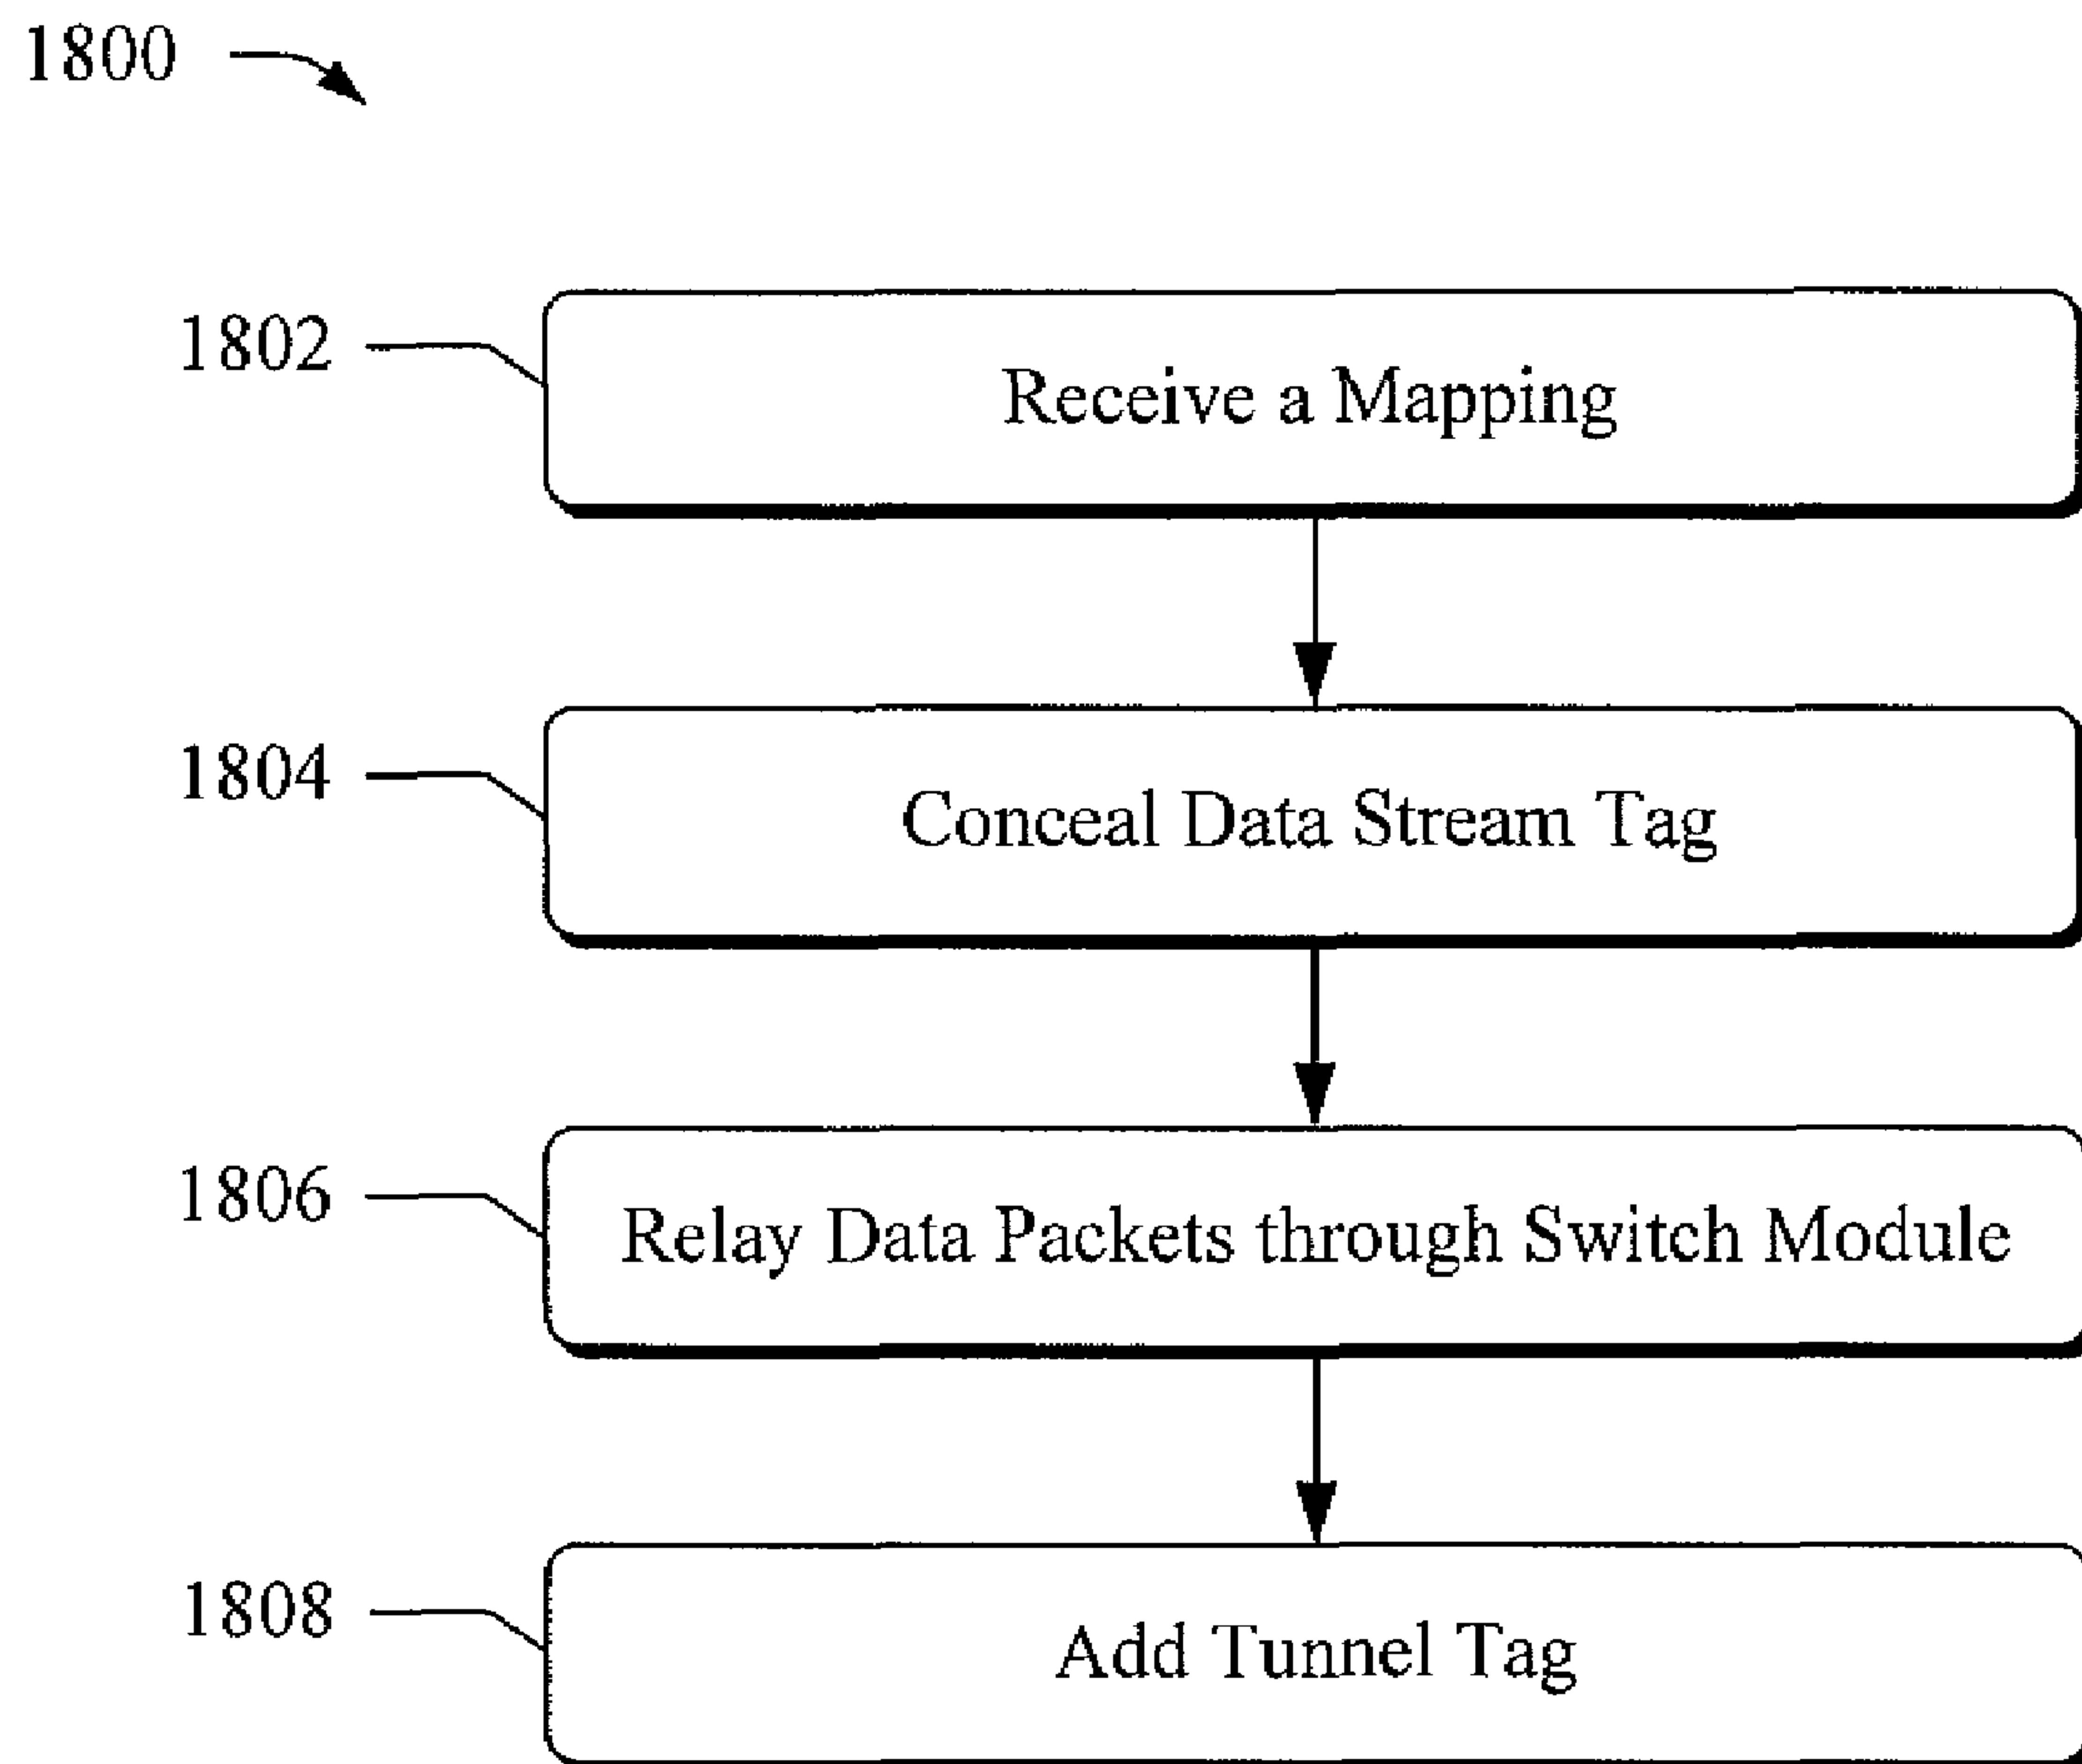 1800
1802
Receive a Mapping
1804
Conceal Data Stream Tag
1806
Relay Data Packets through Switch Module
1808
Add Tunnel Tag